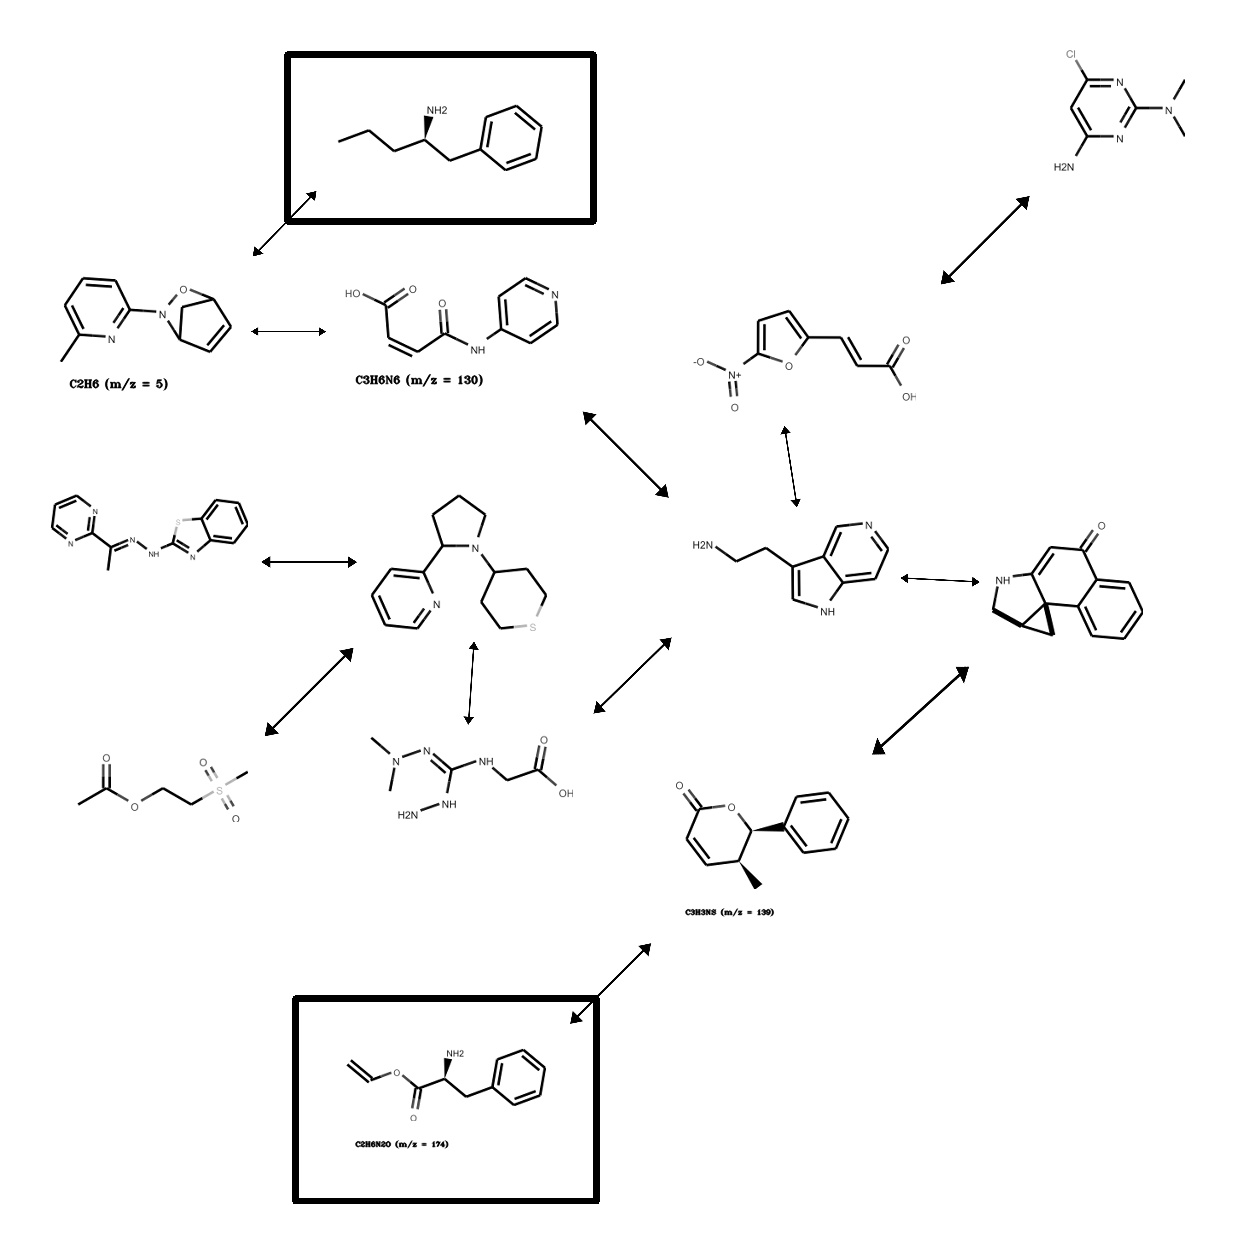 Cl
N
N
N
H2N
NH2
O
N
N
C2H6 (m/z = 5)
HO
O
O
NH
N
C3H6N6 (m/z = 130)
-O
N+
O
O
O
OH
N
N
N
NH
S
N
N
N
S
H2N
N
NH
NH
O
O
O
O
S
O
N
N
NH
O
OH
NH
H2N
O
O
C3H3NS (m/z = 139)
NH2
O
O
C2H6N2O (m/z = 174)